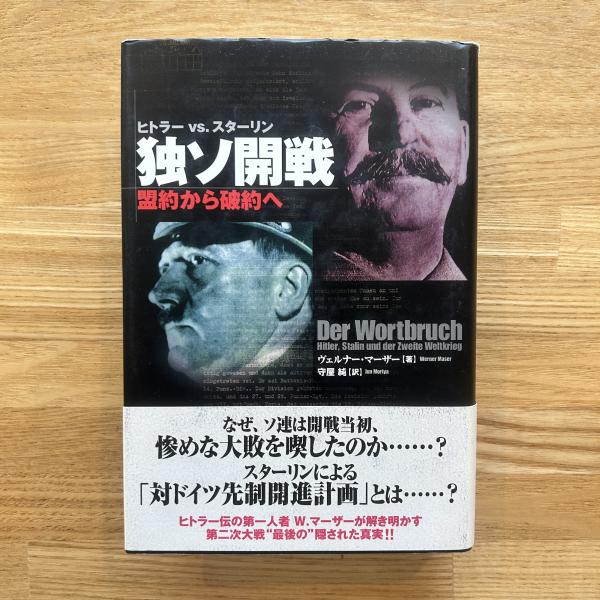 ヒトラー vs. スターリン
独ソ開戦
盟約から破約へ
Der Wortbruch
Hitler, Stalin und der Zweite Weltkrieg
ヴェルナー・マーザー［著］ Werner Maser
守屋 純［訳］ Jun Moriya
なぜ、ソ連は開戦当初、
惨めな大敗を喫したのか……？
スターリンによる
「対ドイツ先制開進計画」とは……？
ヒトラー伝の第一人者 W.マーザーが解き明かす
第二次大戦“最後の”隠された真実!!